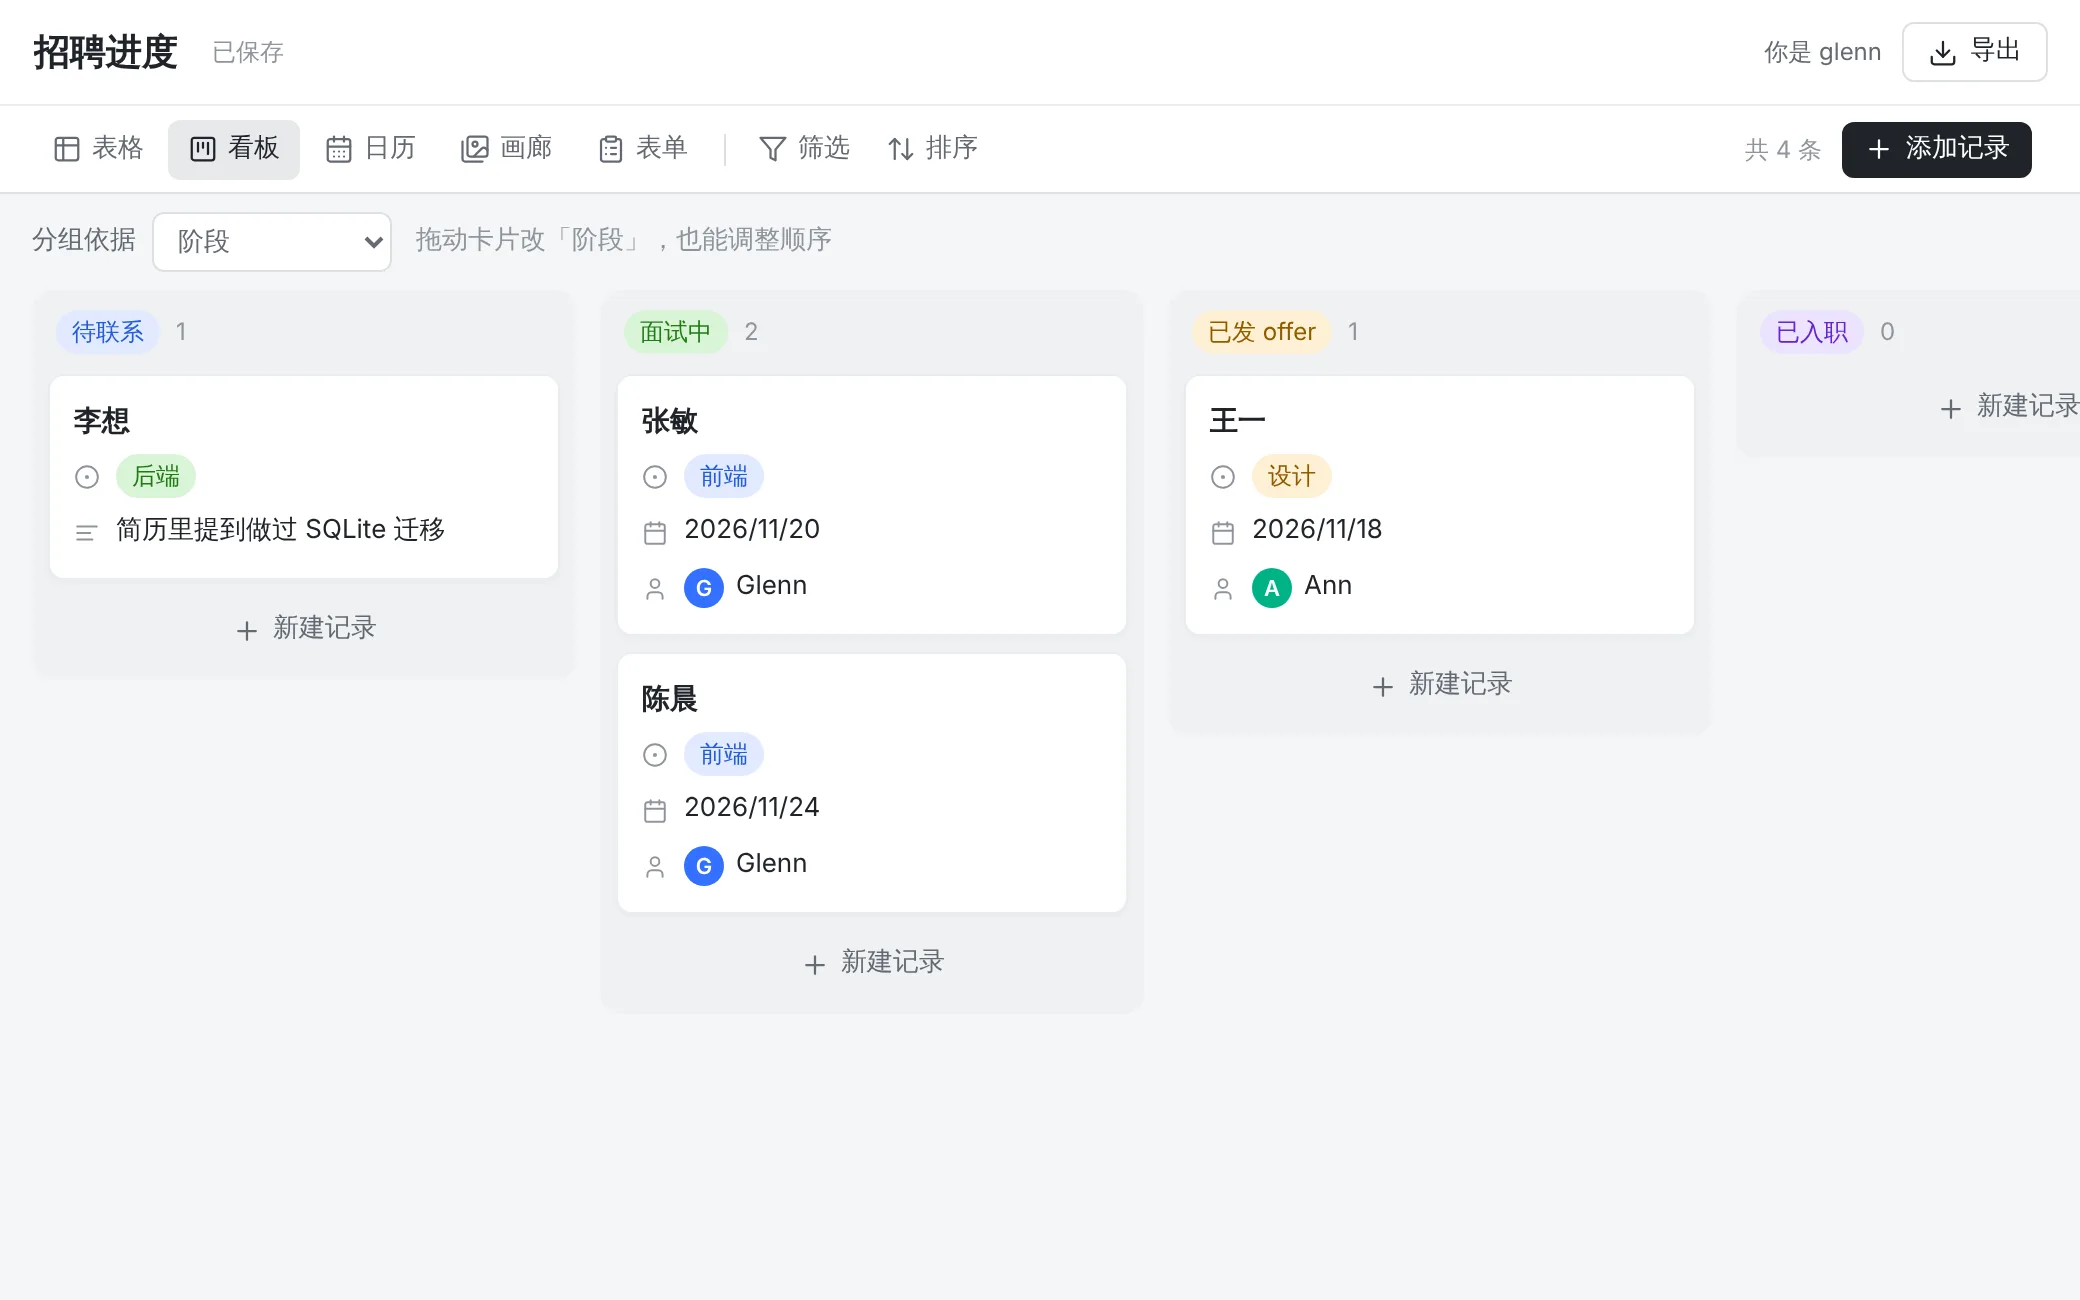 招聘进度 已保存 你是 glenn 导出
表格 看板 日历 画廊 表单 筛选 排序 共 4 条 添加记录
分组依据 阶段 拖动卡片改「阶段」，也能调整顺序
待联系 1
李想
后端
简历里提到做过 SQLite 迁移
新建记录
面试中 2
张敏
前端
2026/11/20
G Glenn
陈晨
前端
2026/11/24
G Glenn
新建记录
已发 offer 1
王一
设计
2026/11/18
A Ann
新建记录
已入职 0
新建记录